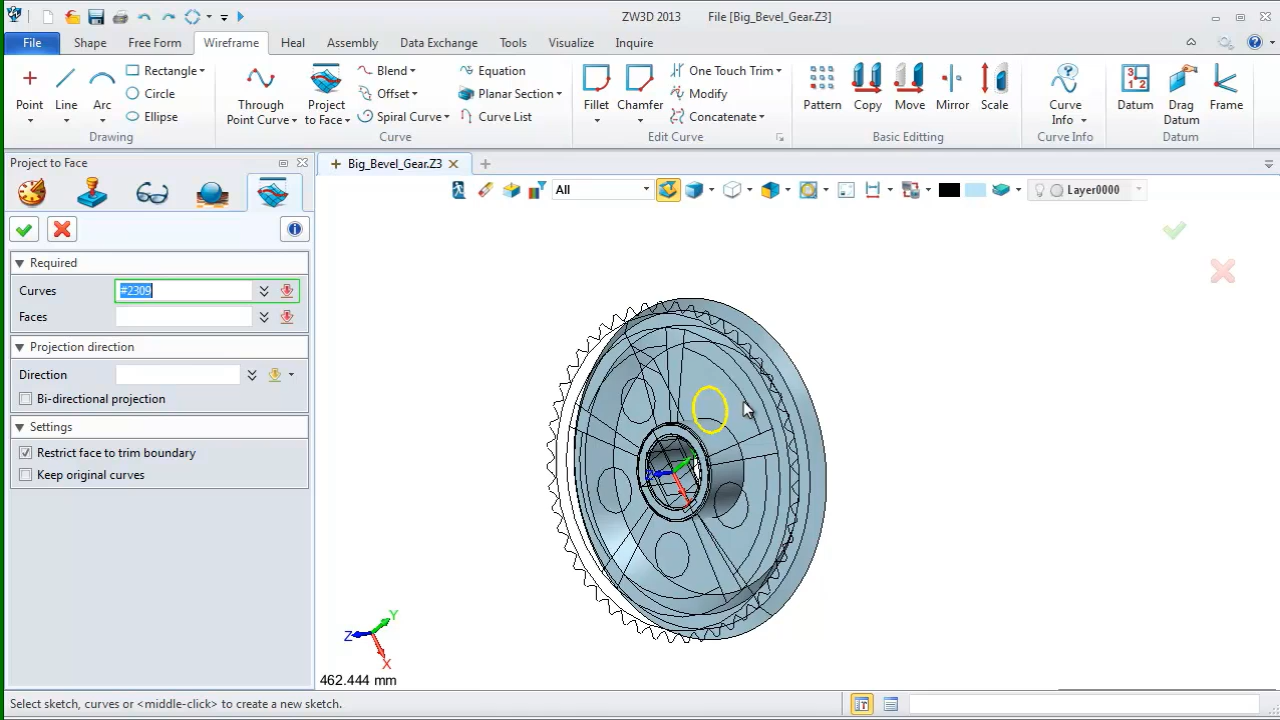 ZW3D 2013 File [Big_Bevel_Gear.Z3]
File Shape Free Form Wireframe Heal Assembly Data Exchange Tools Visualize Inquire
Point Line Arc Rectangle Circle Ellipse
Drawing
Through Point Curve Project to Face Blend Offset Spiral Curve Equation Planar Section Curve List
Curve
Fillet Chamfer One Touch Trim Modify Concatenate
Edit Curve
Pattern Copy Move Mirror Scale
Basic Editing
Curve Info
Curve Info
Datum Drag Datum Frame
Datum
Project to Face
Big_Bevel_Gear.Z3
All
Layer0000
Required
Curves #2309
Faces
Projection direction
Direction
Bi-directional projection
Settings
Restrict face to trim boundary
Keep original curves
Z
Y
Z
X
462.444 mm
Select sketch, curves or <middle-click> to create a new sketch.